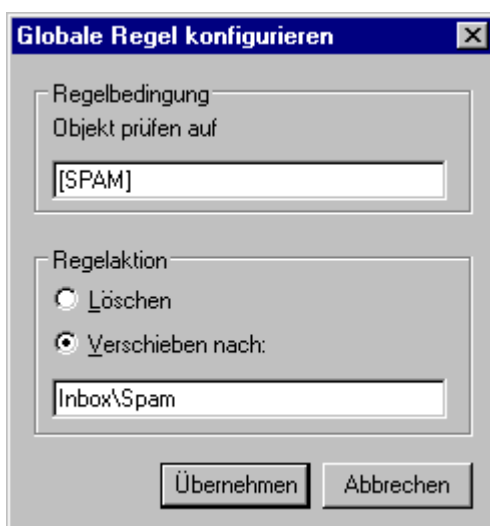 Globale Regel konfigurieren
Regelbedingung
Objekt prüfen auf
[SPAM]
Regelaktion
Löschen
Verschieben nach:
Inbox\Spam
Übernehmen Abbrechen